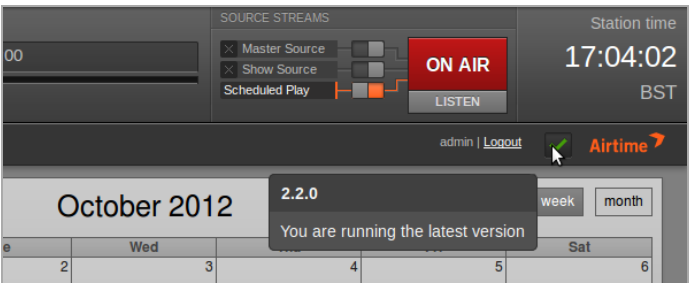 SOURCE STREAMS
Station time
00
Master Source
Show Source
Scheduled Play
ON AIR
LISTEN
17:04:02
BST
admin | Logout
Airtime
October 2012
2.2.0
You are running the latest version
week
month
e
Wed
Sat
2
3
4
5
6